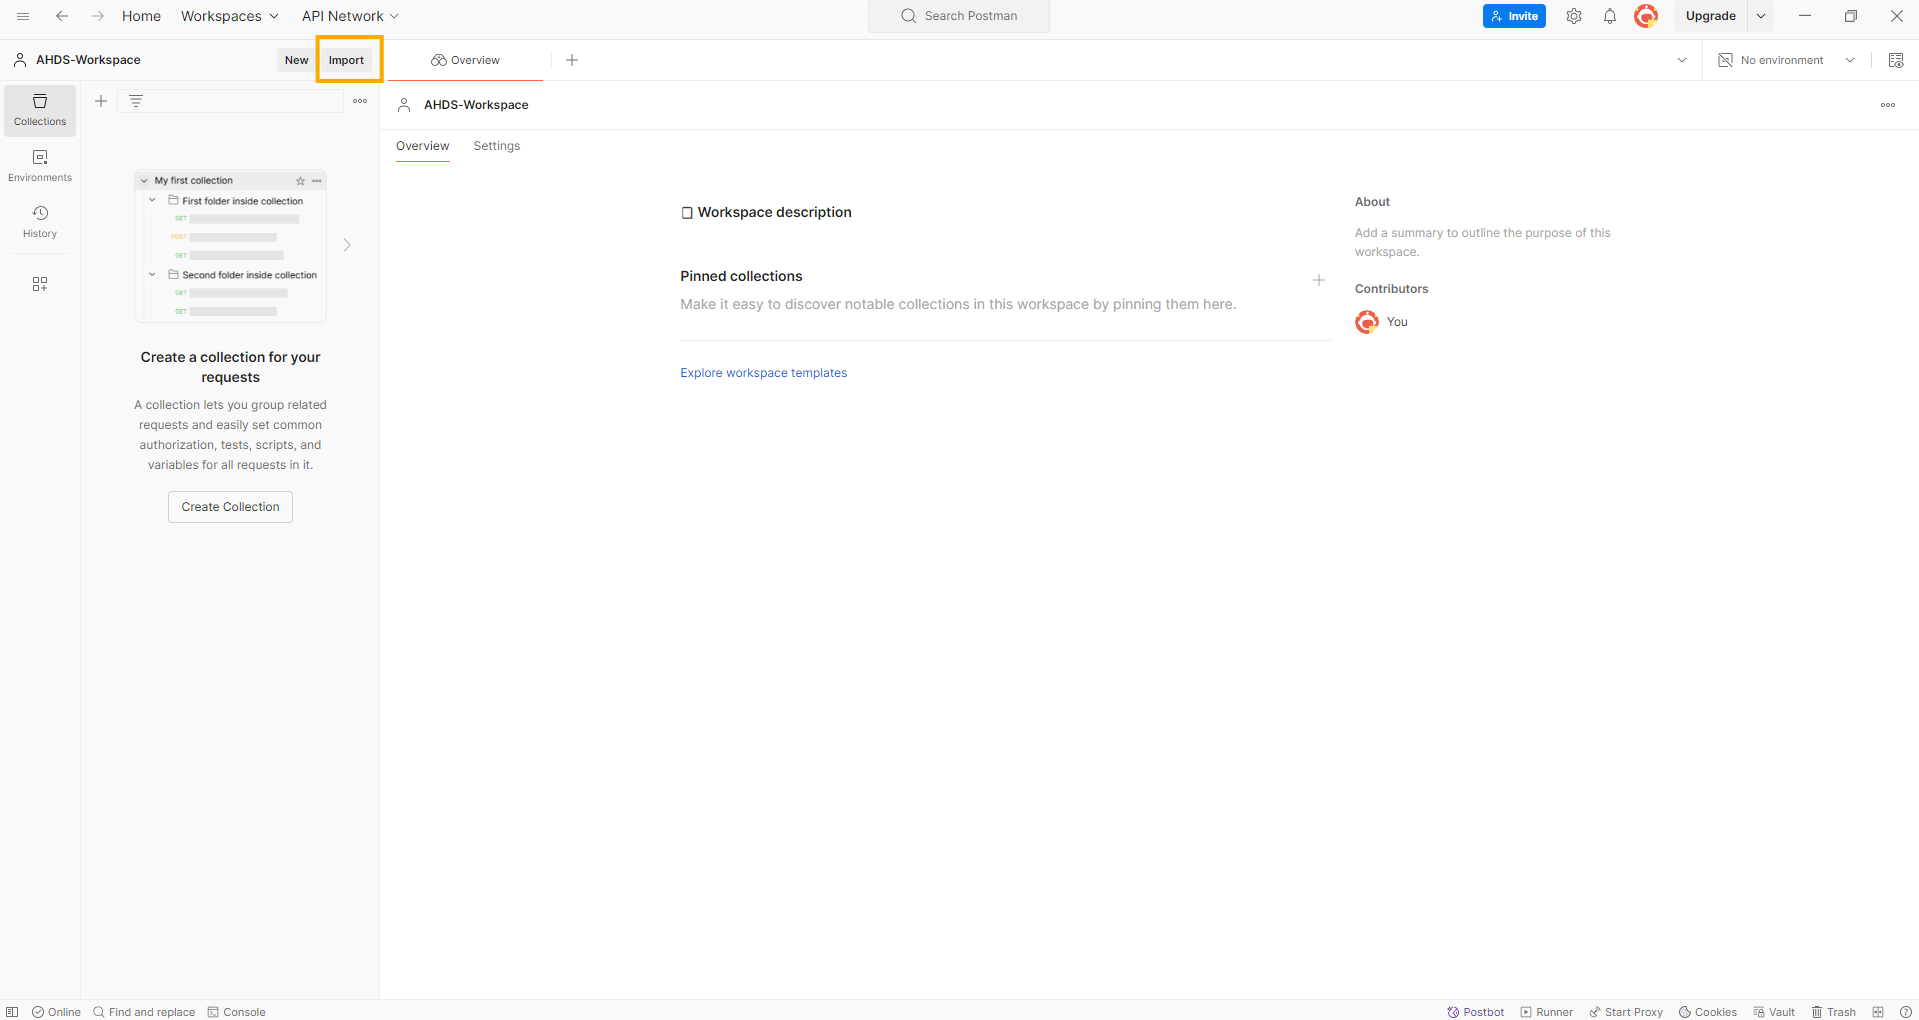 Home Workspaces API Network Search Postman Invite Upgrade
AHDS-Workspace New Import Overview No environment
Collections
Environments
History
My first collection
First folder inside collection
GET
POST
GET
Second folder inside collection
GET
GET
Create a collection for your
requests
A collection lets you group related
requests and easily set common
authorization, tests, scripts, and
variables for all requests in it.
Create Collection
AHDS-Workspace
Overview Settings
Workspace description
Pinned collections
Make it easy to discover notable collections in this workspace by pinning them here.
Explore workspace templates
About
Add a summary to outline the purpose of this
workspace.
Contributors
You
Online Find and replace Console Postbot Runner Start Proxy Cookies Vault Trash